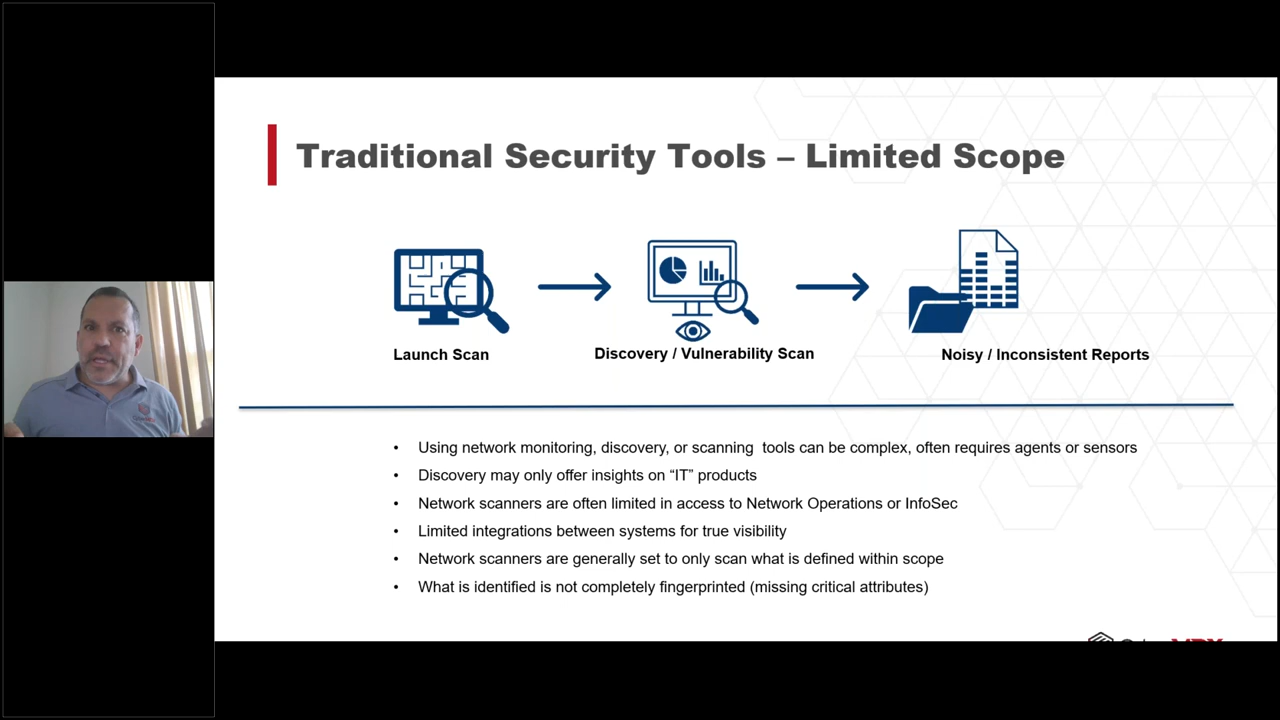 Traditional Security Tools – Limited Scope
Launch Scan
Discovery / Vulnerability Scan
Noisy / Inconsistent Reports
• Using network monitoring, discovery, or scanning tools can be complex, often requires agents or sensors
• Discovery may only offer insights on “IT” products
• Network scanners are often limited in access to Network Operations or InfoSec
• Limited integrations between systems for true visibility
• Network scanners are generally set to only scan what is defined within scope
• What is identified is not completely fingerprinted (missing critical attributes)